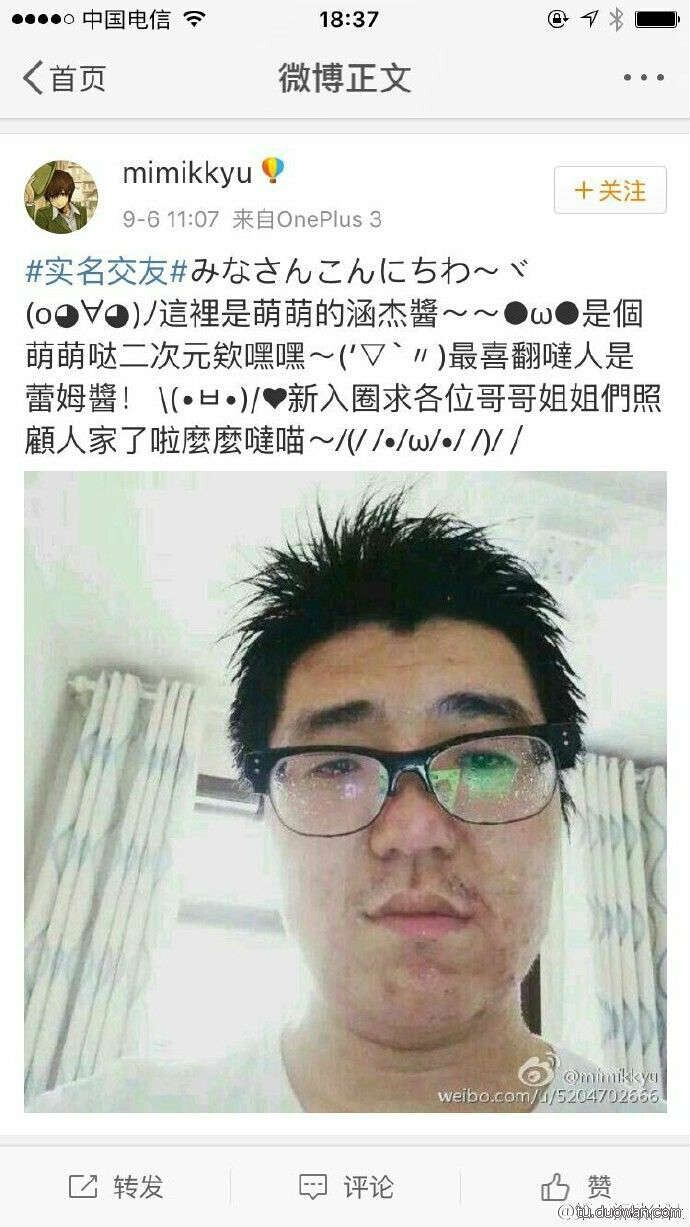 中国电信 18:37
首页 微博正文
mimikkyu
+关注
9-6 11:07 来自OnePlus 3
#实名交友#みなさんこんにちわ～ヾ
(o◕∀◕)ﾉ這裡是萌萌的涵杰醬～～●ω●是個
萌萌哒二次元欸嘿嘿～(′▽`〃)最喜翻噠人是
蕾姆醬！ \(•ㅂ•)/♥新入圈求各位哥哥姐姐們照
顧人家了啦麼麼噠喵～/(/ /•/ω/•/ /)/ /
@mimikkyu
weibo.com/u/5204702666
转发 评论 赞
tu.duowan.com